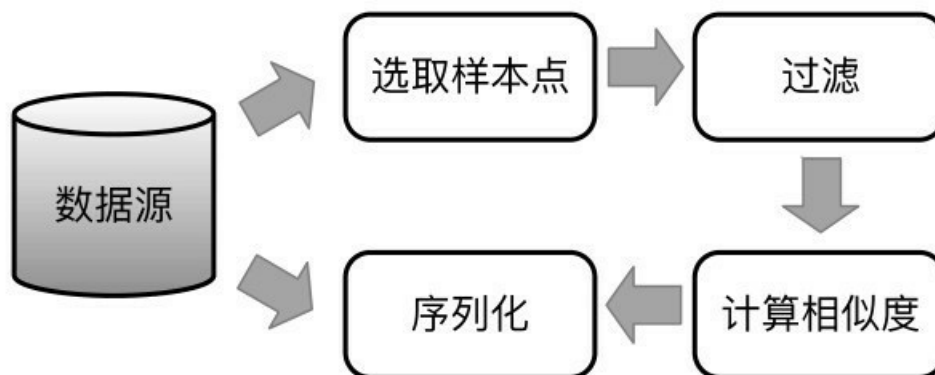 选取样本点
过滤
数据源
序列化
计算相似度